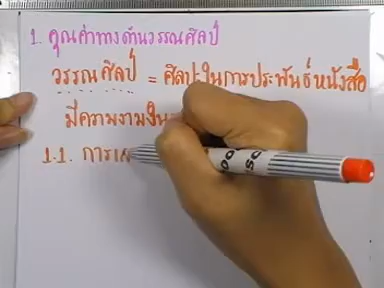 1. คุณค่าทางด้านวรรณศิลป์
วรรณศิลป์ = ศิลปะในการประพันธ์หนังสือ
มีความงามใน
1.1. การเ